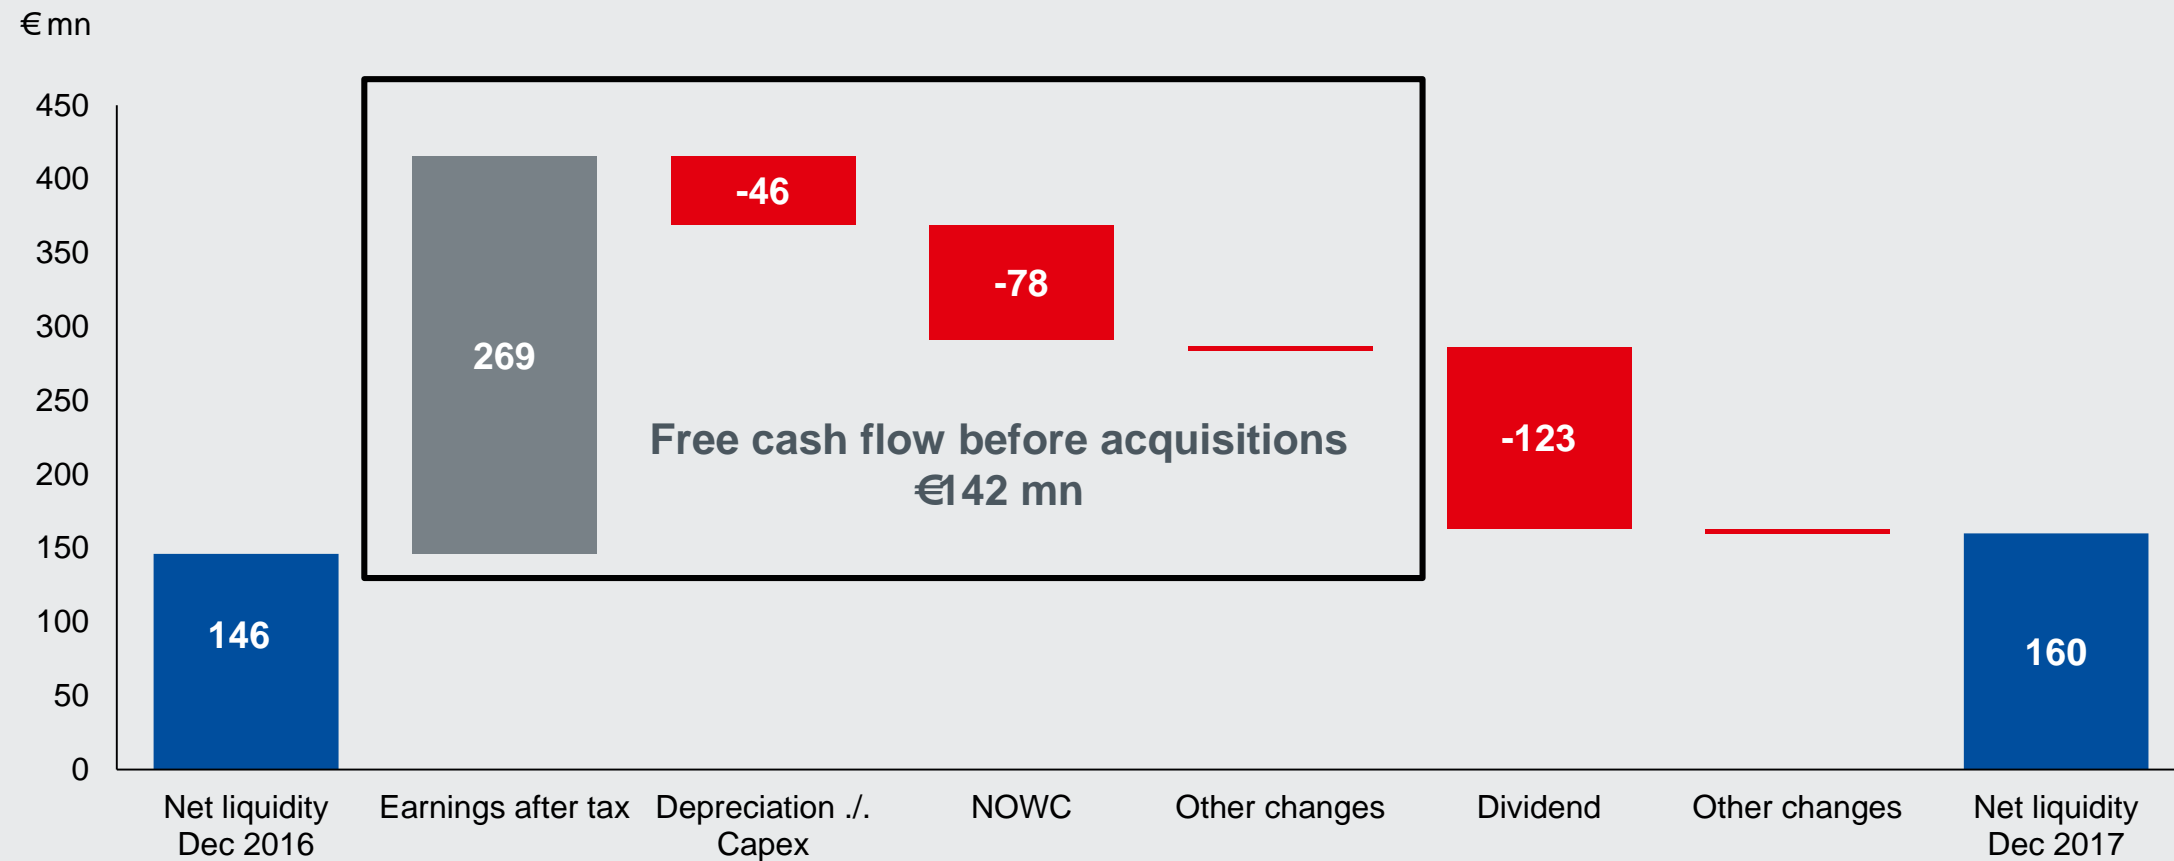 € mn
450
400
350
300
250
200
150
100
50
0
146
269
-46
-78
-123
160
Free cash flow before acquisitions
€142 mn
Net liquidity
Dec 2016
Earnings after tax
Depreciation ./.
Capex
NOWC
Other changes
Dividend
Other changes
Net liquidity
Dec 2017